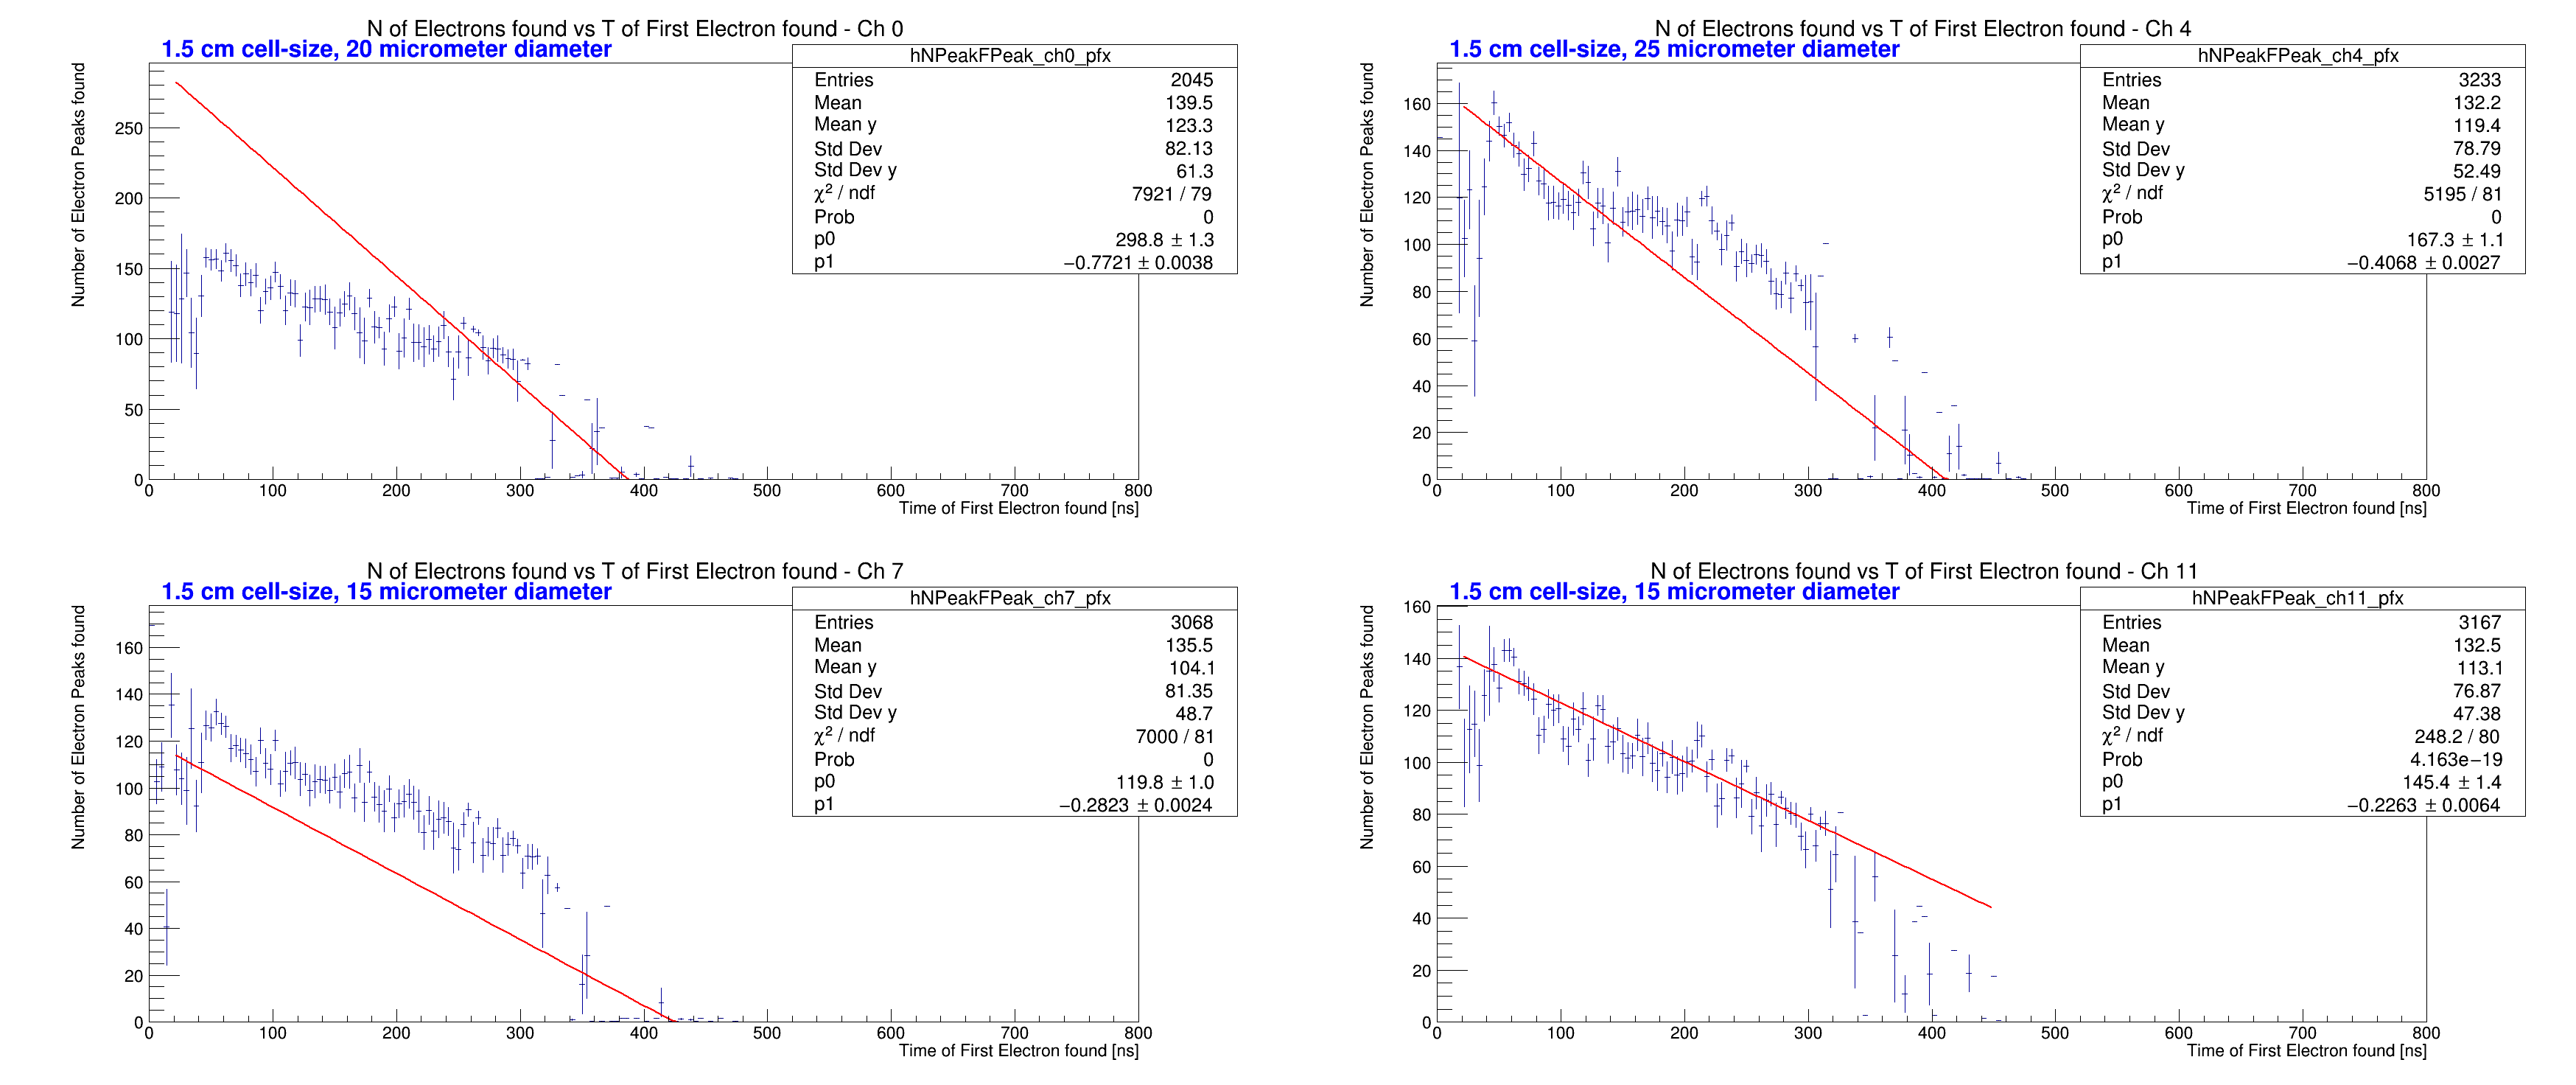 N of Electrons found vs T of First Electron found - Ch 0
1.5 cm cell-size, 20 micrometer diameter
hNPeakFPeak_ch0_pfx
Entries 2045
Mean 139.5
Mean y 123.3
Std Dev 82.13
Std Dev y 61.3
χ² / ndf 7921 / 79
Prob 0
p0 298.8 ± 1.3
p1 −0.7721 ± 0.0038
Number of Electron Peaks found
250
200
150
100
50
0
0 100 200 300 400 500 600 700 800
Time of First Electron found [ns]
N of Electrons found vs T of First Electron found - Ch 4
1.5 cm cell-size, 25 micrometer diameter
hNPeakFPeak_ch4_pfx
Entries 3233
Mean 132.2
Mean y 119.4
Std Dev 78.79
Std Dev y 52.49
χ² / ndf 5195 / 81
Prob 0
p0 167.3 ± 1.1
p1 −0.4068 ± 0.0027
Number of Electron Peaks found
160
140
120
100
80
60
40
20
0
0 100 200 300 400 500 600 700 800
Time of First Electron found [ns]
N of Electrons found vs T of First Electron found - Ch 7
1.5 cm cell-size, 15 micrometer diameter
hNPeakFPeak_ch7_pfx
Entries 3068
Mean 135.5
Mean y 104.1
Std Dev 81.35
Std Dev y 48.7
χ² / ndf 7000 / 81
Prob 0
p0 119.8 ± 1.0
p1 −0.2823 ± 0.0024
Number of Electron Peaks found
160
140
120
100
80
60
40
20
0
0 100 200 300 400 500 600 700 800
Time of First Electron found [ns]
N of Electrons found vs T of First Electron found - Ch 11
1.5 cm cell-size, 15 micrometer diameter
hNPeakFPeak_ch11_pfx
Entries 3167
Mean 132.5
Mean y 113.1
Std Dev 76.87
Std Dev y 47.38
χ² / ndf 248.2 / 80
Prob 4.163e−19
p0 145.4 ± 1.4
p1 −0.2263 ± 0.0064
Number of Electron Peaks found
160
140
120
100
80
60
40
20
0
0 100 200 300 400 500 600 700 800
Time of First Electron found [ns]